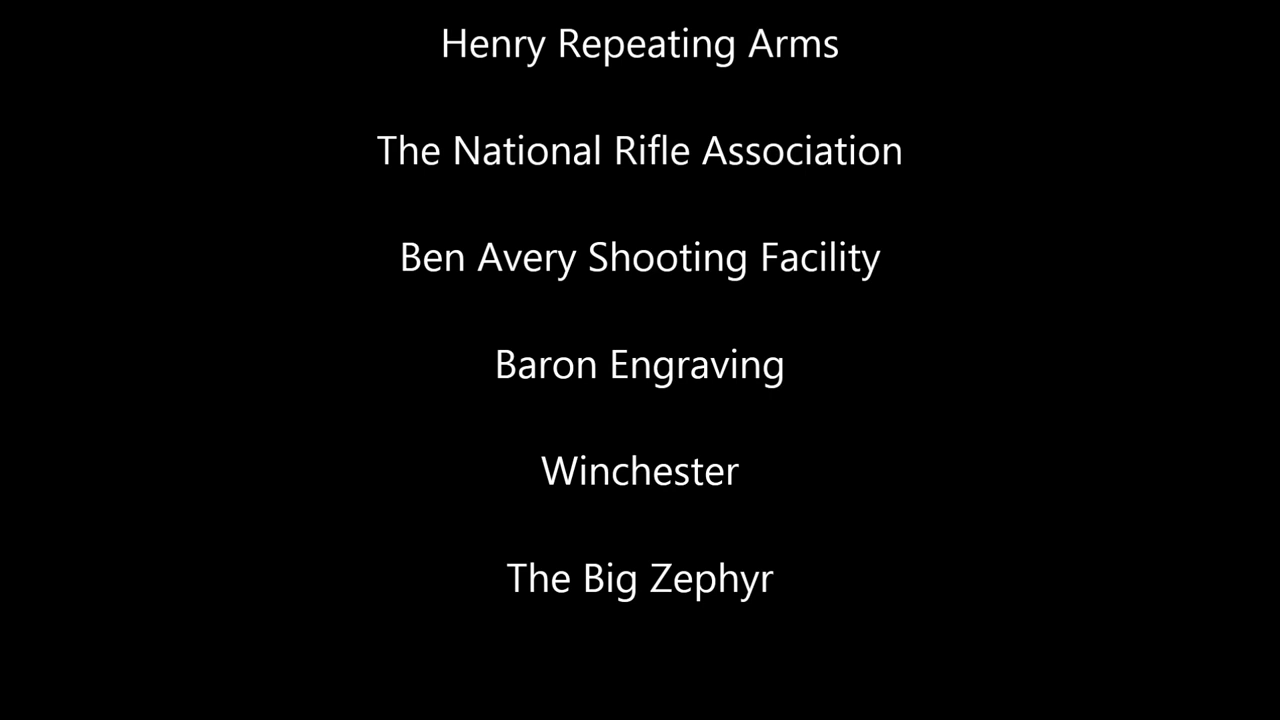 Henry Repeating Arms
The National Rifle Association
Ben Avery Shooting Facility
Baron Engraving
Winchester
The Big Zephyr